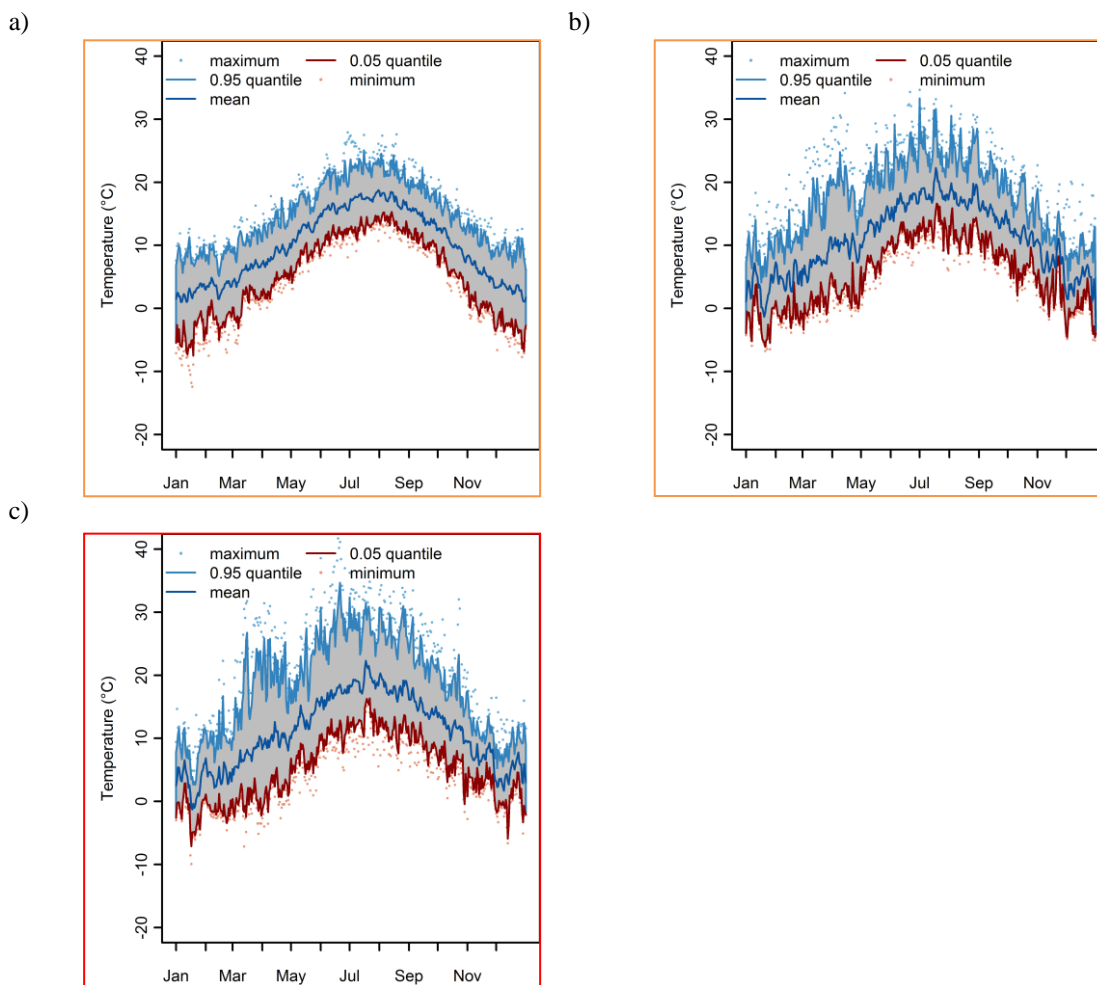 a)
b)
maximum 0.05 quantile
0.95 quantile minimum
mean
Temperature (°C)
40
30
20
10
0
-10
-20
Jan Mar May Jul Sep Nov
maximum 0.05 quantile
0.95 quantile minimum
mean
Temperature (°C)
40
30
20
10
0
-10
-20
Jan Mar May Jul Sep Nov
c)
maximum 0.05 quantile
0.95 quantile minimum
mean
Temperature (°C)
40
30
20
10
0
-10
-20
Jan Mar May Jul Sep Nov